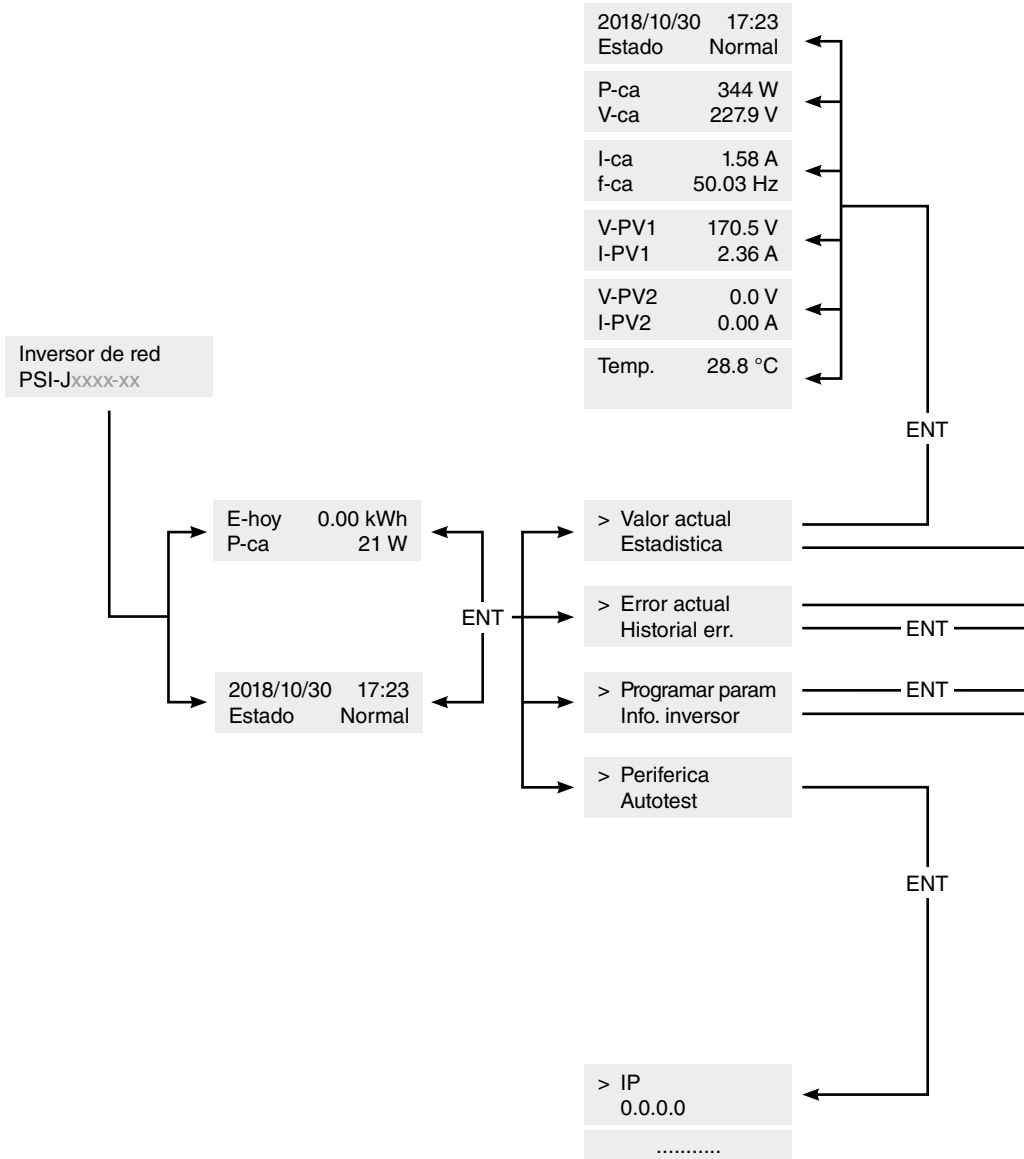 2018/10/30 17:23
Estado Normal
P-ca 344 W
V-ca 227.9 V
I-ca 1.58 A
f-ca 50.03 Hz
V-PV1 170.5 V
I-PV1 2.36 A
V-PV2 0.0 V
I-PV2 0.00 A
Temp. 28.8 °C
Inversor de red
PSI-Jxxxx-xx
ENT
E-hoy 0.00 kWh
P-ca 21 W
ENT
2018/10/30 17:23
Estado Normal
> Valor actual
Estadistica
> Error actual
Historial err.
ENT
> Programar param
Info. inversor
ENT
> Periferica
Autotest
ENT
> IP
0.0.0.0
...........